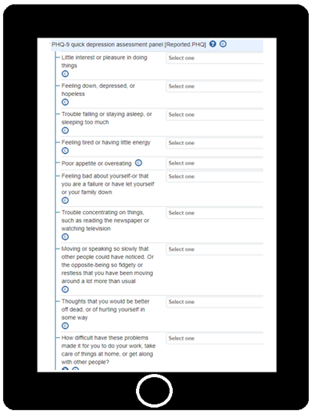 PHQ-9 quick depression assessment panel [Reported.PHQ]
Little interest or pleasure in doing
things
Select one
Feeling down, depressed, or
hopeless
Select one
Trouble falling or staying asleep, or
sleeping too much
Select one
Feeling tired or having little energy
Select one
Poor appetite or overeating
Select one
Feeling bad about yourself-or that
you are a failure or have let yourself
or your family down
Select one
Trouble concentrating on things,
such as reading the newspaper or
watching television
Select one
Moving or speaking so slowly that
other people could have noticed. Or
the opposite-being so fidgety or
restless that you have been moving
around a lot more than usual
Select one
Thoughts that you would be better
off dead, or of hurting yourself in
some way
Select one
How difficult have these problems
made it for you to do your work, take
care of things at home, or get along
with other people?
Select one